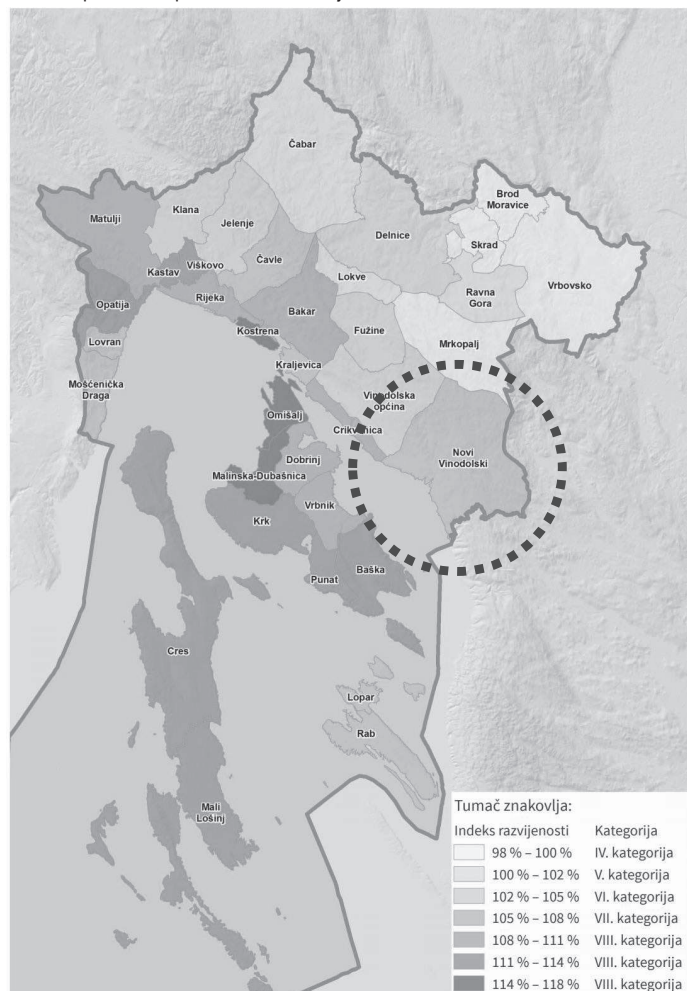 Čabar
Brod
Moravice
Matulji
Klana
Jelenje
Delnice
Skrad
Čavle
Viškovo
Kastav
Lokve
Vrbovsko
Rijeka
Ravna
Gora
Opatija
Bakar
Fužine
Kostrena
Lovran
Mrkopalj
Kraljevica
Mošćenička
Draga
Vinodolska
općina
Omišalj
Crikvenica
Novi
Vinodolski
Dobrinj
Malinska-Dubašnica
Vrbnik
Krk
Baška
Punat
Cres
Lopar
Rab
Mali
Lošinj
Tumač znakovlja:
Indeks razvijenosti Kategorija
98 % – 100 % IV. kategorija
100 % – 102 % V. kategorija
102 % – 105 % VI. kategorija
105 % – 108 % VII. kategorija
108 % – 111 % VIII. kategorija
111 % – 114 % VIII. kategorija
114 % – 118 % VIII. kategorija